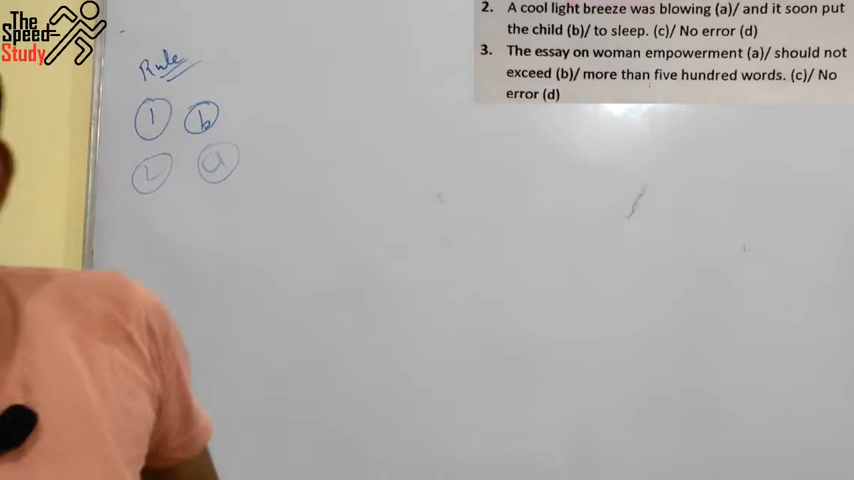 The
Speed
Study
2. A cool light breeze was blowing (a)/ and it soon put
the child (b)/ to sleep. (c)/ No error (d)
3. The essay on woman empowerment (a)/ should not
exceed (b)/ more than five hundred words. (c)/ No
error (d)
Rule
1 b
2 a